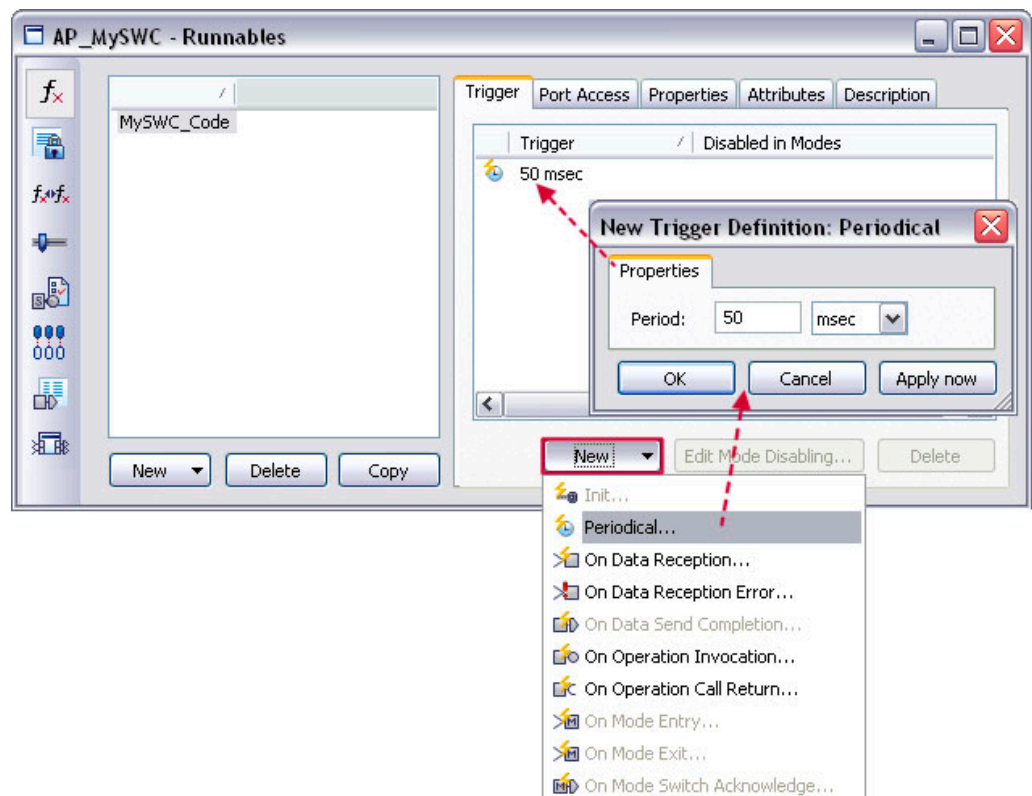 AP_MySWC - Runnables
MySWC_Code
New
Delete
Copy
Trigger Port Access Properties Attributes Description
Trigger Disabled in Modes
50 msec
New Trigger Definition: Periodical
Properties
Period: 50 msec
OK Cancel Apply now
New Edit Mode Disabling... Delete
Init...
Periodical...
On Data Reception...
On Data Reception Error...
On Data Send Completion...
On Operation Invocation...
On Operation Call Return...
On Mode Entry...
On Mode Exit...
On Mode Switch Acknowledge...